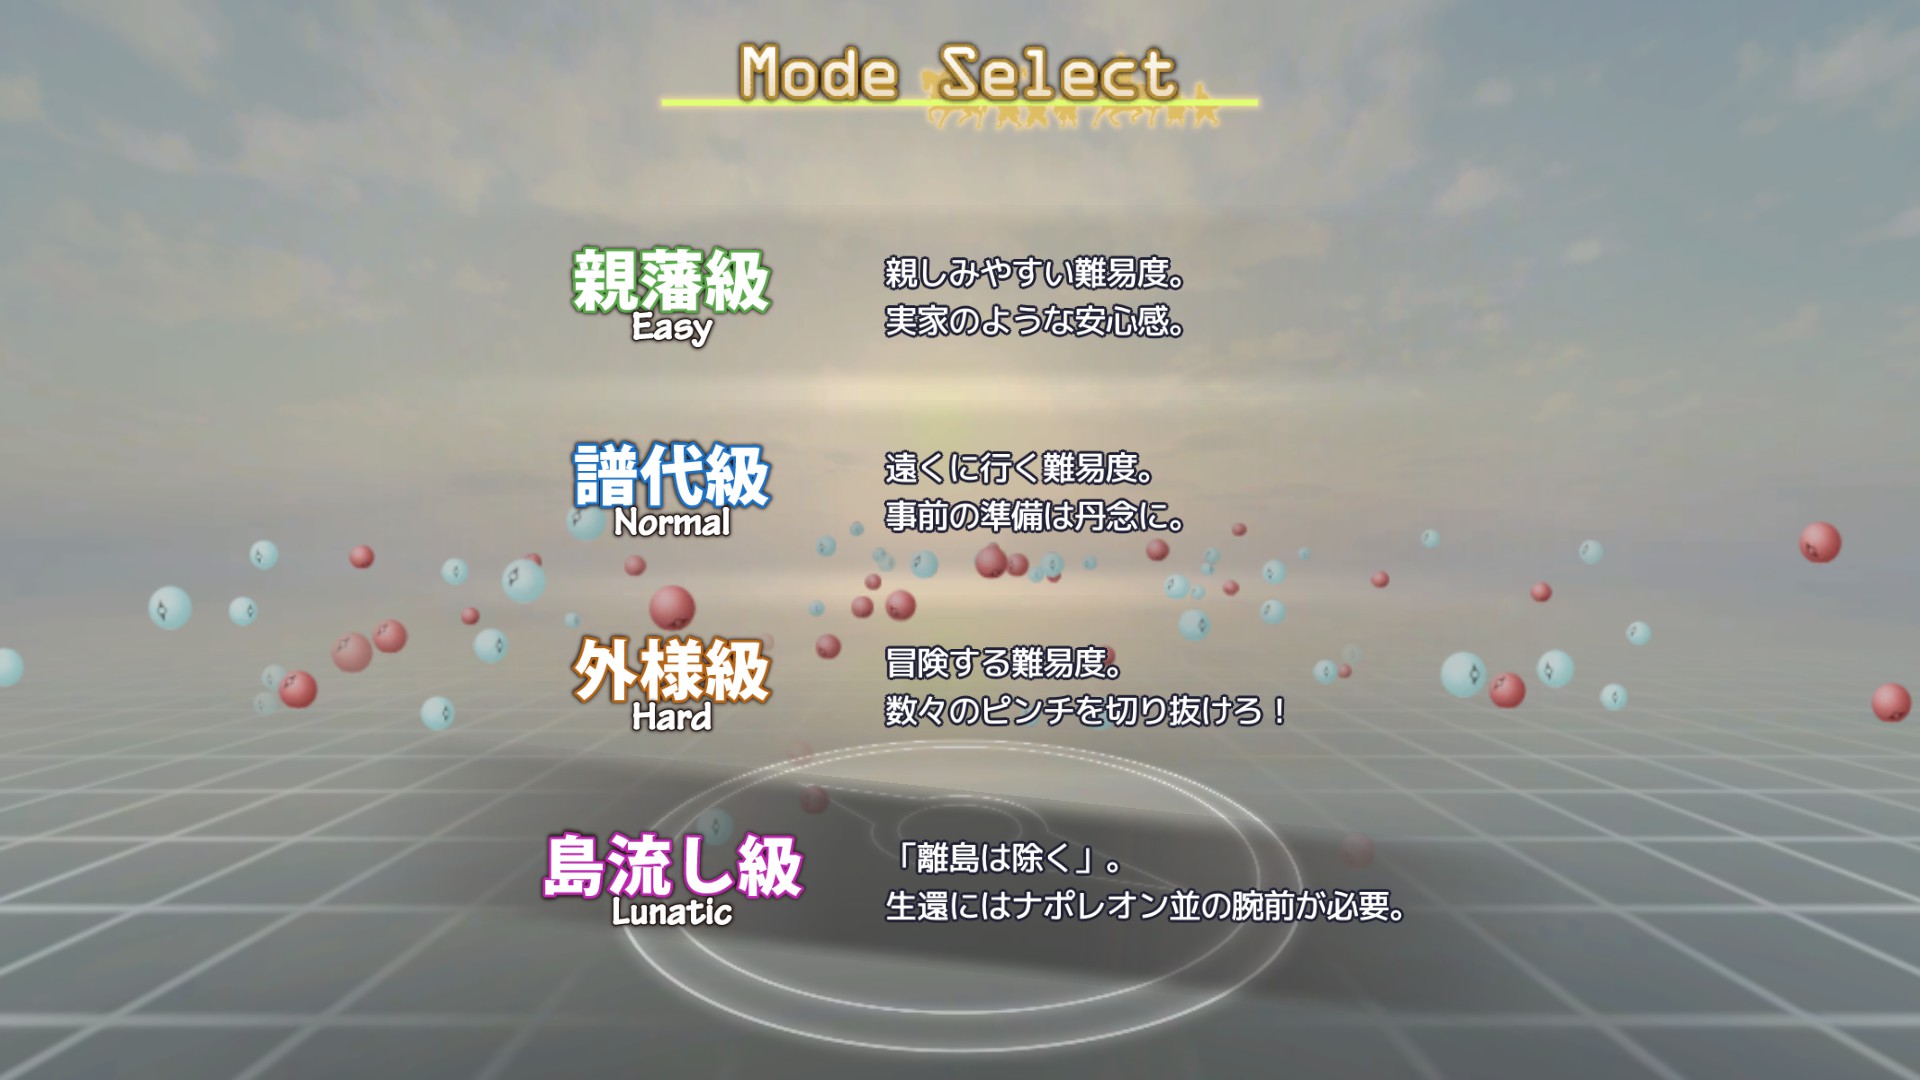 Mode Select
親藩級
Easy
親しみやすい難易度。
実家のような安心感。
譜代級
Normal
遠くに行く難易度。
事前の準備は丹念に。
外様級
Hard
冒険する難易度。
数々のピンチを切り抜けろ！
島流し級
Lunatic
「離島は除く」。
生還にはナポレオン並の腕前が必要。